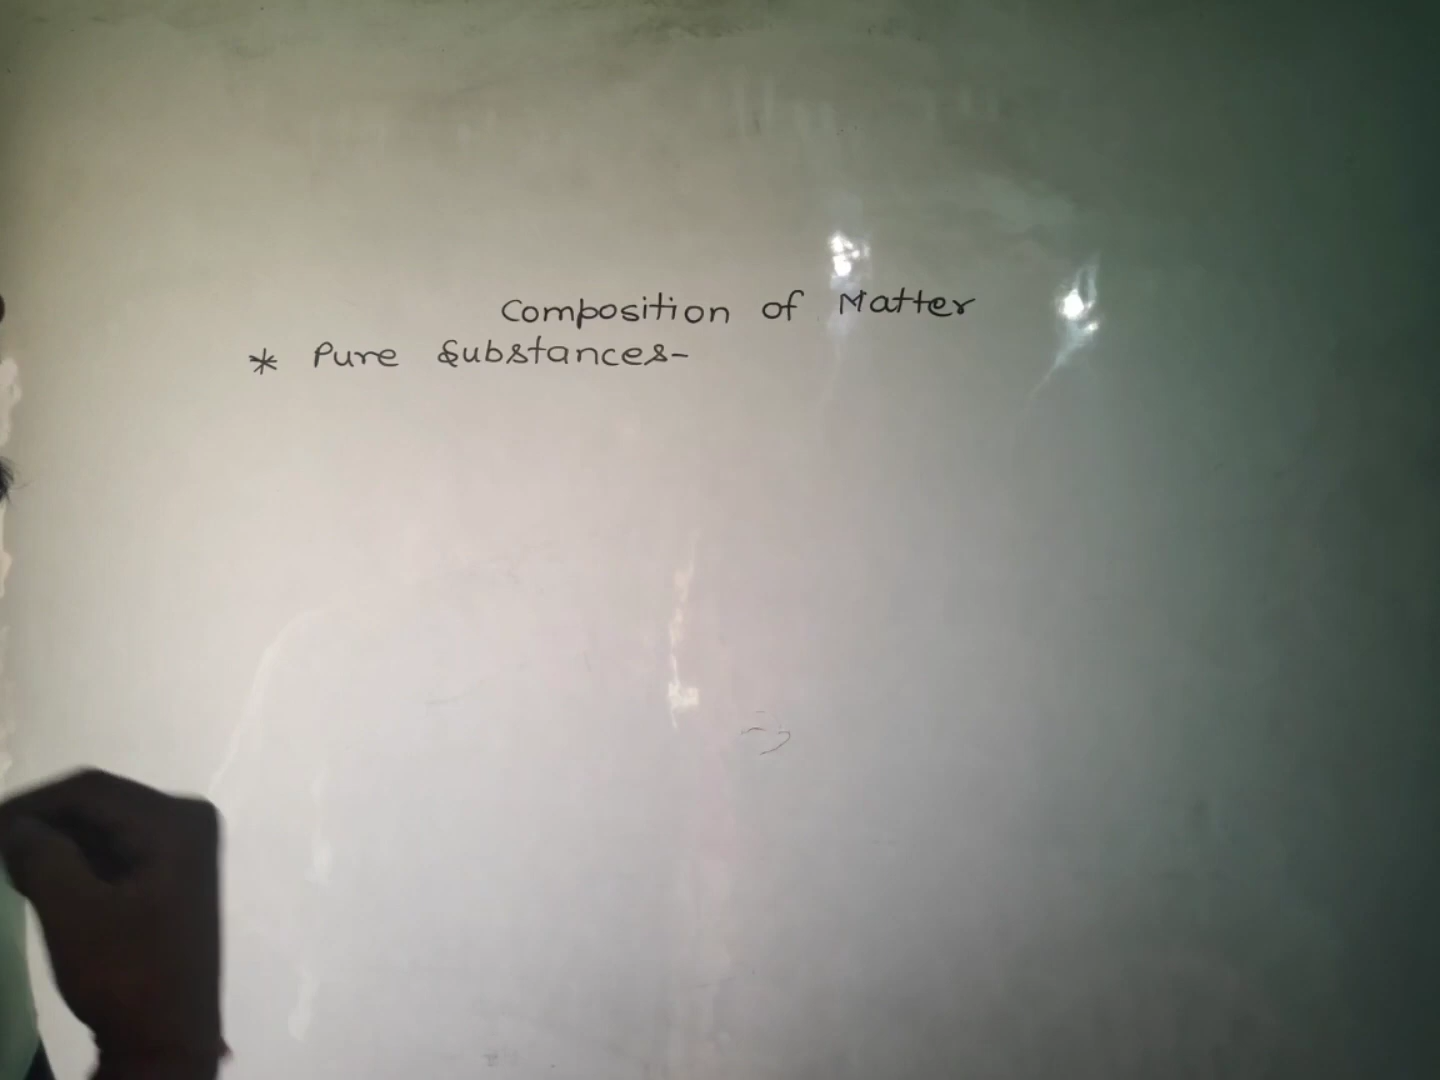 Composition of Matter
* Pure Substances-